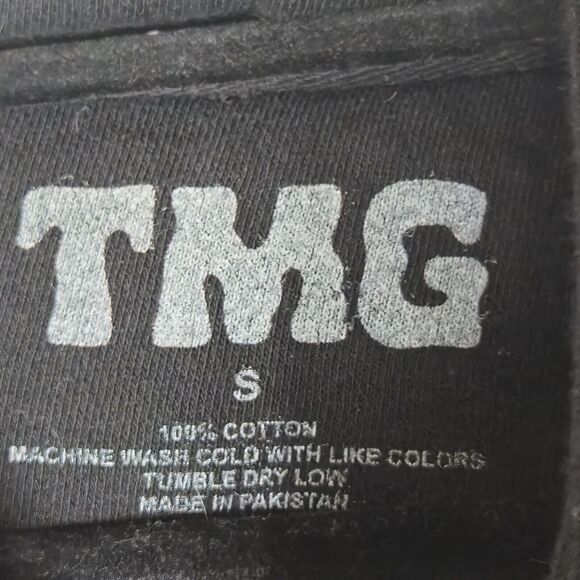 TMG
S
100% COTTON
MACHINE WASH COLD WITH LIKE COLORS
TUMBLE DRY LOW
MADE IN PAKISTAN